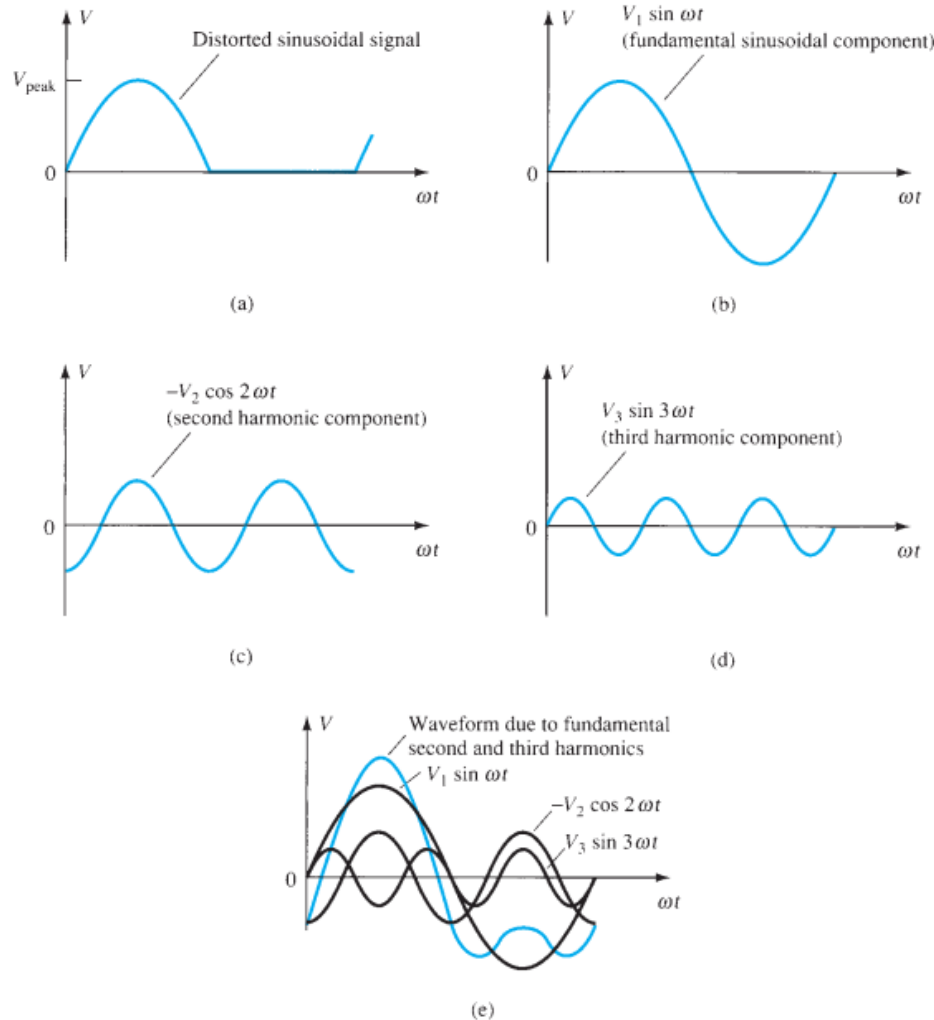 V
Distorted sinusoidal signal
V_peak
0
ωt
(a)
V
V₁ sin ωt
(fundamental sinusoidal component)
0
ωt
(b)
V
–V₂ cos 2ωt
(second harmonic component)
0
ωt
(c)
V
V₃ sin 3ωt
(third harmonic component)
0
ωt
(d)
V
Waveform due to fundamental
second and third harmonics
V₁ sin ωt
–V₂ cos 2ωt
V₃ sin 3ωt
0
ωt
(e)